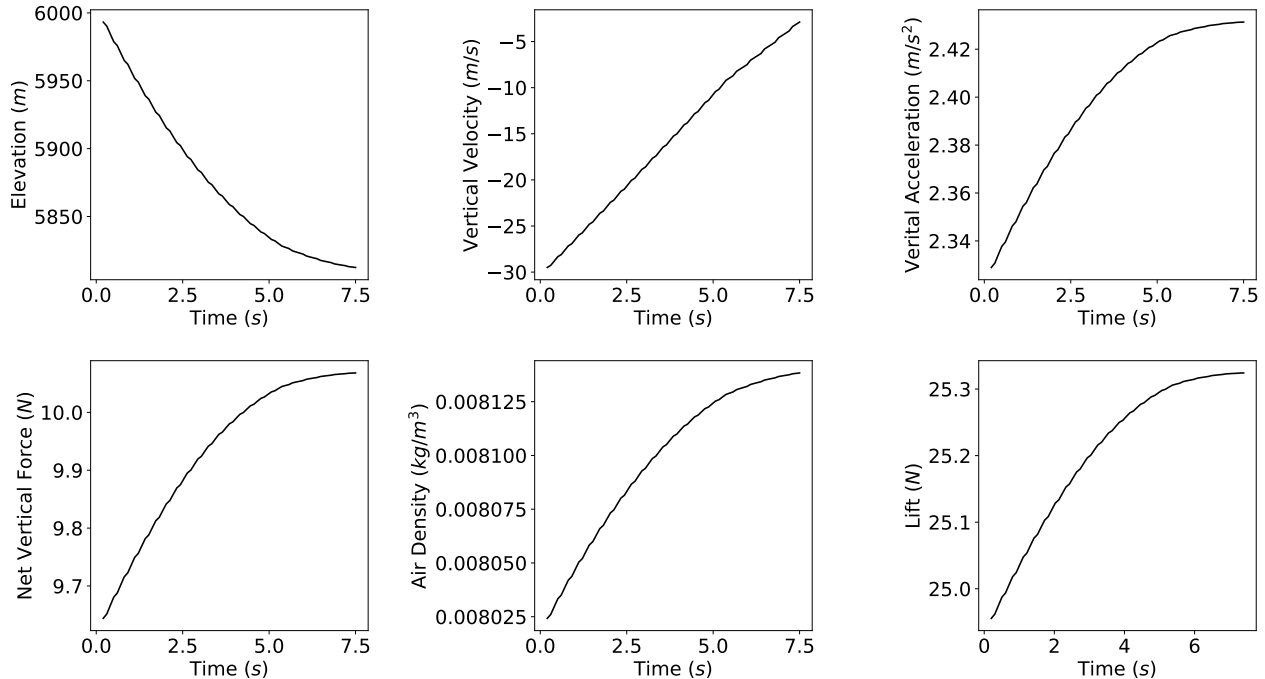 Elevation (m)
6000
5950
5900
5850
0.0 2.5 5.0 7.5
Time (s)
Vertical Velocity (m/s)
−5
−10
−15
−20
−25
−30
0.0 2.5 5.0 7.5
Time (s)
Verital Acceleration (m/s²)
2.42
2.40
2.38
2.36
2.34
0.0 2.5 5.0 7.5
Time (s)
Net Vertical Force (N)
10.0
9.9
9.8
9.7
0.0 2.5 5.0 7.5
Time (s)
Air Density (kg/m³)
0.008125
0.008100
0.008075
0.008050
0.008025
0.0 2.5 5.0 7.5
Time (s)
Lift (N)
25.3
25.2
25.1
25.0
0 2 4 6
Time (s)